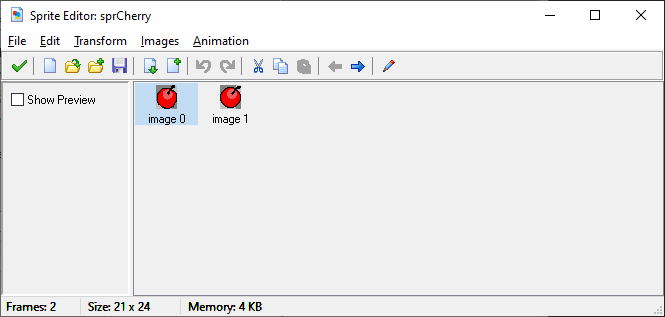 Sprite Editor: sprCherry
File Edit Transform Images Animation
Show Preview
image 0 image 1
Frames: 2 Size: 21 x 24 Memory: 4 KB